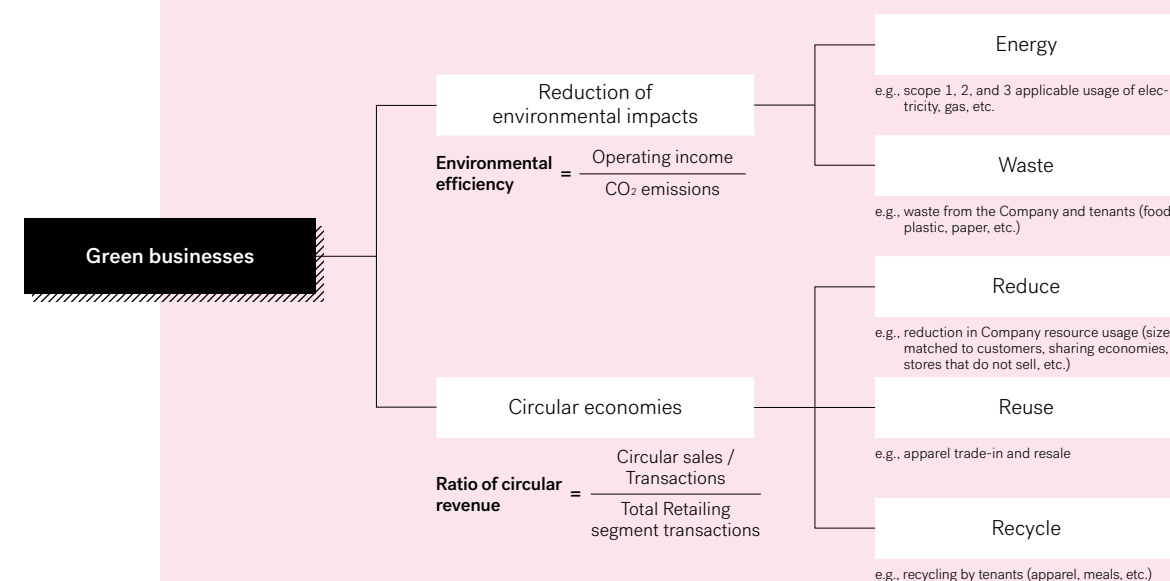 Green businesses
Reduction of
environmental impacts
Environmental
efficiency
=
Operating income
CO₂ emissions
Energy
e.g., scope 1, 2, and 3 applicable usage of elec-
tricity, gas, etc.
Waste
e.g., waste from the Company and tenants (food
plastic, paper, etc.)
Circular economies
Ratio of circular
revenue
=
Circular sales /
Transactions
Total Retailing
segment transactions
Reduce
e.g., reduction in Company resource usage (size
matched to customers, sharing economies,
stores that do not sell, etc.)
Reuse
e.g., apparel trade-in and resale
Recycle
e.g., recycling by tenants (apparel, meals, etc.)